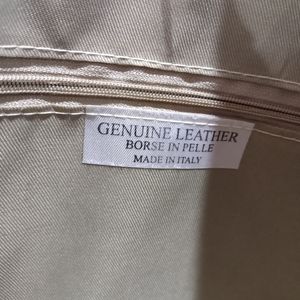 GENUINE LEATHER
BORSE IN PELLE
MADE IN ITALY